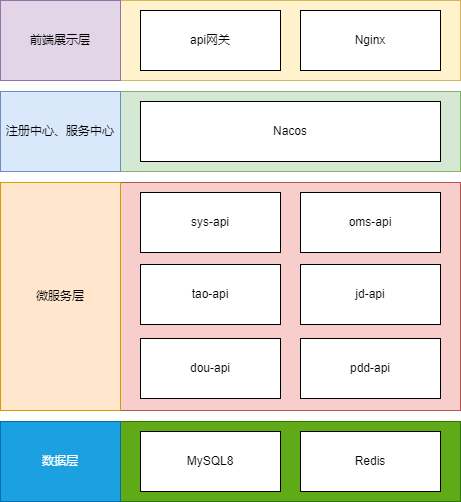 前端展示层
api网关
Nginx
注册中心、服务中心
Nacos
微服务层
sys-api
oms-api
tao-api
jd-api
dou-api
pdd-api
数据层
MySQL8
Redis